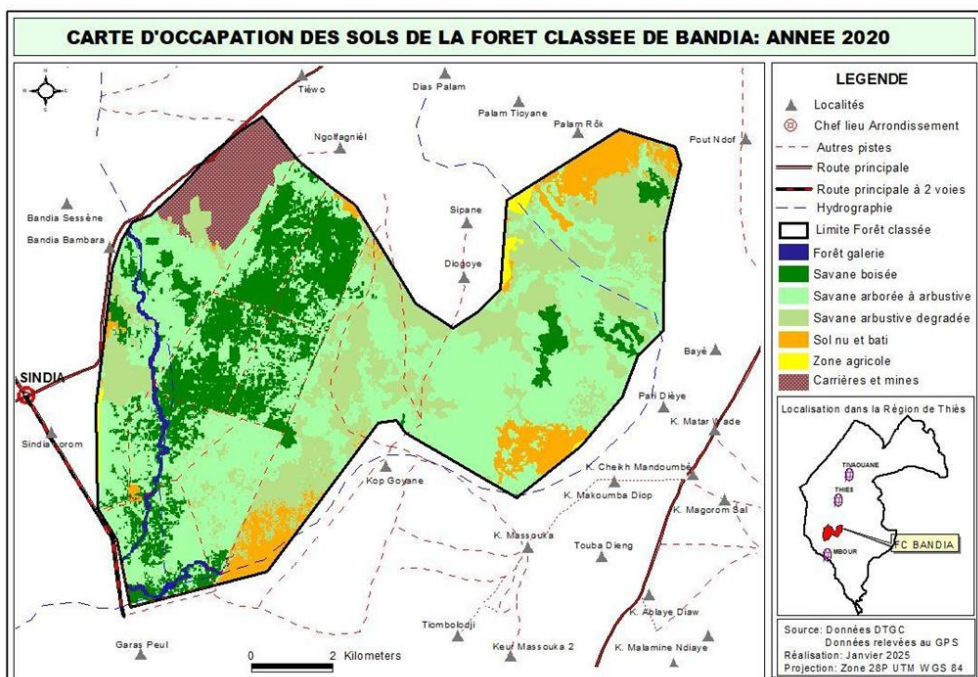 CARTE D'OCCAPATION DES SOLS DE LA FORET CLASSEE DE BANDIA: ANNEE 2020
Tiéwo
Dias Palam
Palam Tioyane
Palam Rôk
Pout Ndof
Ngolfagniél
Bandia Sessène
Bandia Bambara
Sipane
Diogoye
SINDIA
Bayé
Pari Dièye
K. Matar Wade
Kop Goyane
K. Cheikh Mandoumbé
K. Makoumba Diop
K. Magorom Sal
K. Massouka
Touba Dieng
K. Ablaye Diaw
Tiombolodji
Garas Peul
Keur Massouka 2
K. Malamine Ndiaye
0 2 Kilometers
LEGENDE
Localités
Chef lieu Arrondissement
Autres pistes
Route principale
Route principale à 2 voies
Hydrographie
Limite Forêt classée
Forêt galerie
Savane boisée
Savane arborée à arbustive
Savane arbustive degradée
Sol nu et bati
Zone agricole
Carrières et mines
Localisation dans la Région de Thiès
TIVAOUANE
THIES
FC BANDIA
MBOUR
Source: Données DTGC
Données relevées au GPS
Réalisation: Janvier 2025
Projection: Zone 28P UTM WGS 84